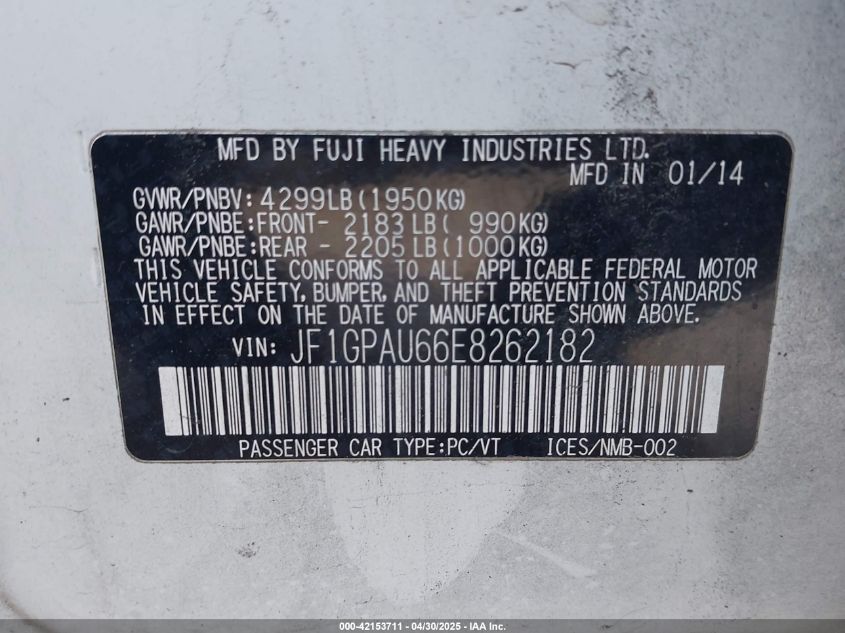 MFD BY FUJI HEAVY INDUSTRIES LTD.
MFD IN 01/14
GVWR/PNBV: 4299LB(1950KG)
GAWR/PNBE:FRONT- 2183LB( 990KG)
GAWR/PNBE:REAR - 2205LB(1000KG)
THIS VEHICLE CONFORMS TO ALL APPLICABLE FEDERAL MOTOR
VEHICLE SAFETY, BUMPER, AND THEFT PREVENTION STANDARDS
IN EFFECT ON THE DATE OF MANUFACTURE SHOWN ABOVE.
VIN: JF1GPAU66E8262182
PASSENGER CAR TYPE:PC/VT ICES/NMB-002
000-42153711 - 04/30/2025 - IAA Inc.